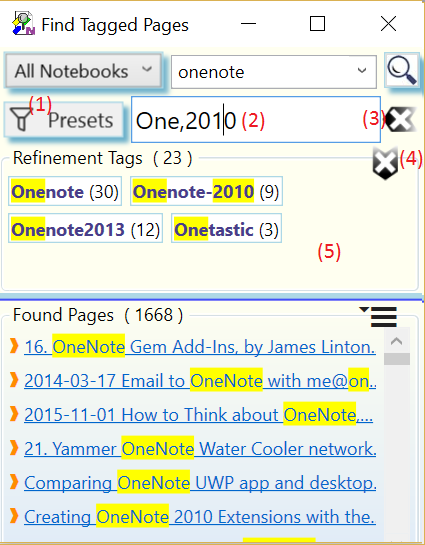 Find Tagged Pages
All Notebooks onenote
(1) Presets One,2010 (2) (3)
Refinement Tags ( 23 ) (4)
Onenote (30) Onenote-2010 (9)
Onenote2013 (12) Onetastic (3)
(5)
Found Pages ( 1668 )
16. OneNote Gem Add-Ins, by James Linton..
2014-03-17 Email to OneNote with me@on..
2015-11-01 How to Think about OneNote,...
21. Yammer OneNote Water Cooler network..
Comparing OneNote UWP app and desktop..
Creating OneNote 2010 Extensions with the..